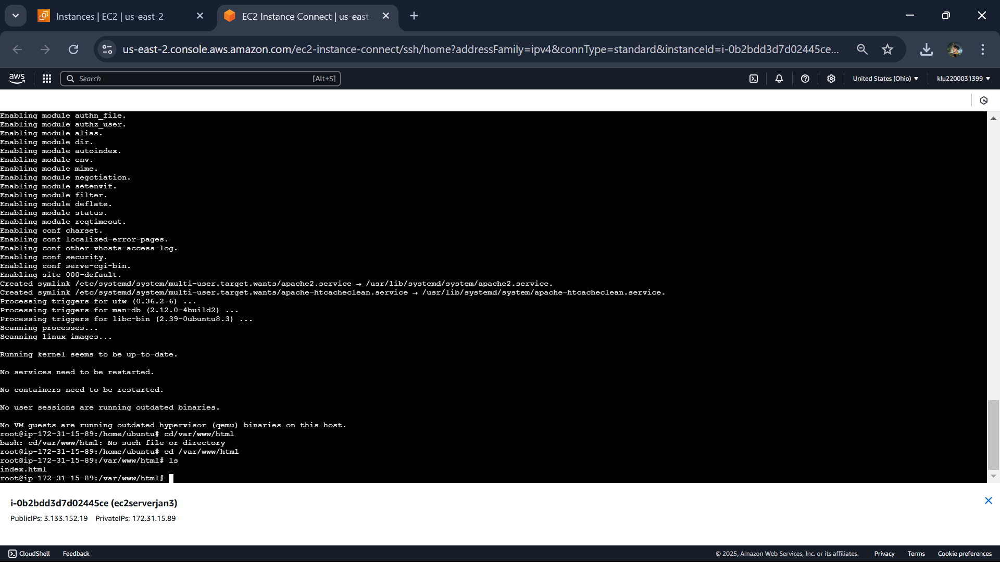 Instances | EC2 | us-east-2
EC2 Instance Connect | us-east-
us-east-2.console.aws.amazon.com/ec2-instance-connect/ssh/home?addressFamily=ipv4&connType=standard&instanceId=i-0b2bdd3d7d02445ce...
aws
Search
[Alt+S]
United States (Ohio)
klu2200031399
Enabling module authn_file.
Enabling module authz_user.
Enabling module alias.
Enabling module dir.
Enabling module autoindex.
Enabling module env.
Enabling module mime.
Enabling module negotiation.
Enabling module setenvif.
Enabling module filter.
Enabling module deflate.
Enabling module status.
Enabling module reqtimeout.
Enabling conf charset.
Enabling conf localized-error-pages.
Enabling conf other-vhosts-access-log.
Enabling conf security.
Enabling conf serve-cgi-bin.
Enabling site 000-default.
Created symlink /etc/systemd/system/multi-user.target.wants/apache2.service → /usr/lib/systemd/system/apache2.service.
Created symlink /etc/systemd/system/multi-user.target.wants/apache-htcacheclean.service → /usr/lib/systemd/system/apache-htcacheclean.service.
Processing triggers for ufw (0.36.2-6) ...
Processing triggers for man-db (2.12.0-4build2) ...
Processing triggers for libc-bin (2.39-0ubuntu8.3) ...
Scanning processes...
Scanning linux images...
Running kernel seems to be up-to-date.
No services need to be restarted.
No containers need to be restarted.
No user sessions are running outdated binaries.
No VM guests are running outdated hypervisor (qemu) binaries on this host.
root@ip-172-31-15-89:/home/ubuntu# cd/var/www/html
bash: cd/var/www/html: No such file or directory
root@ip-172-31-15-89:/home/ubuntu# cd /var/www/html
root@ip-172-31-15-89:/var/www/html# ls
index.html
root@ip-172-31-15-89:/var/www/html#
i-0b2bdd3d7d02445ce (ec2serverjan3)
PublicIPs: 3.133.152.19 PrivateIPs: 172.31.15.89
CloudShell
Feedback
© 2025, Amazon Web Services, Inc. or its affiliates.
Privacy
Terms
Cookie preferences